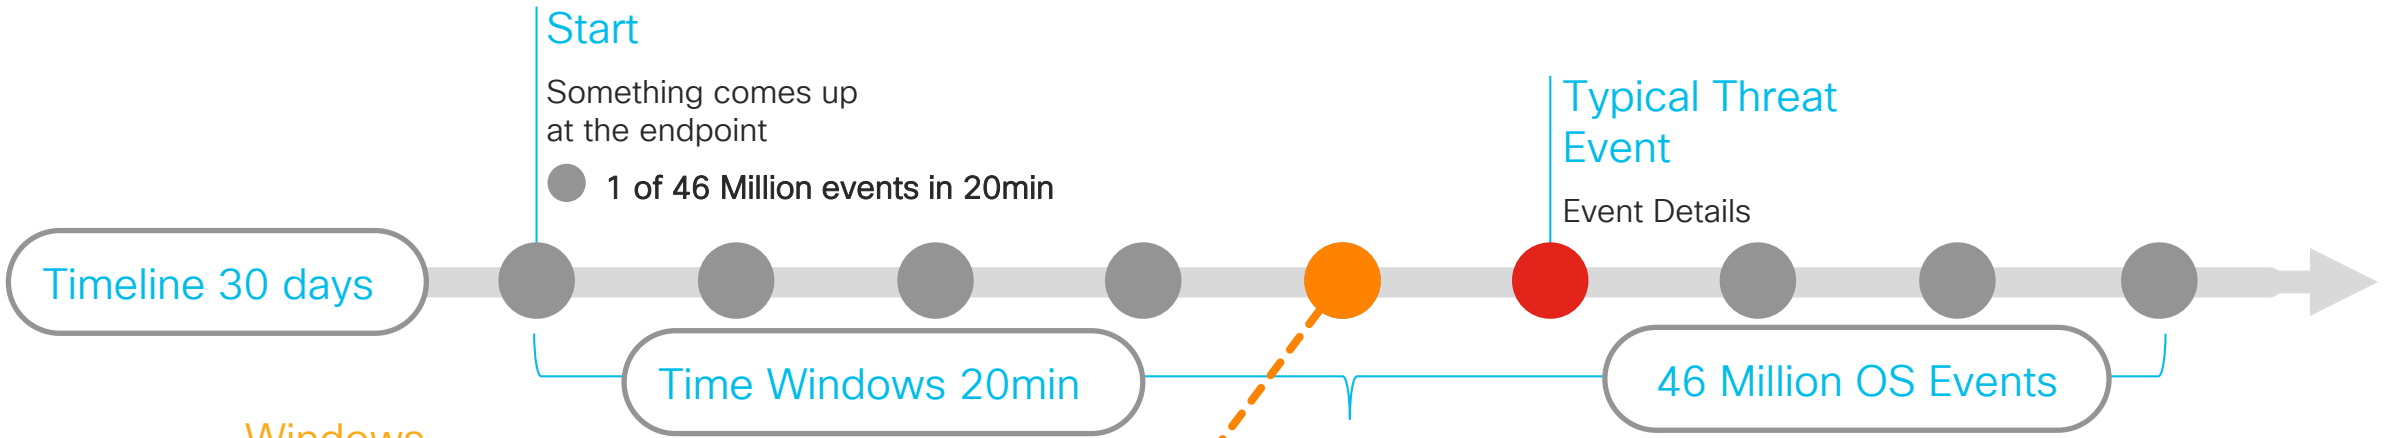 Start
Something comes up
at the endpoint
1 of 46 Million events in 20min
Typical Threat
Event
Event Details
Timeline 30 days
Time Windows 20min
46 Million OS Events
Windows